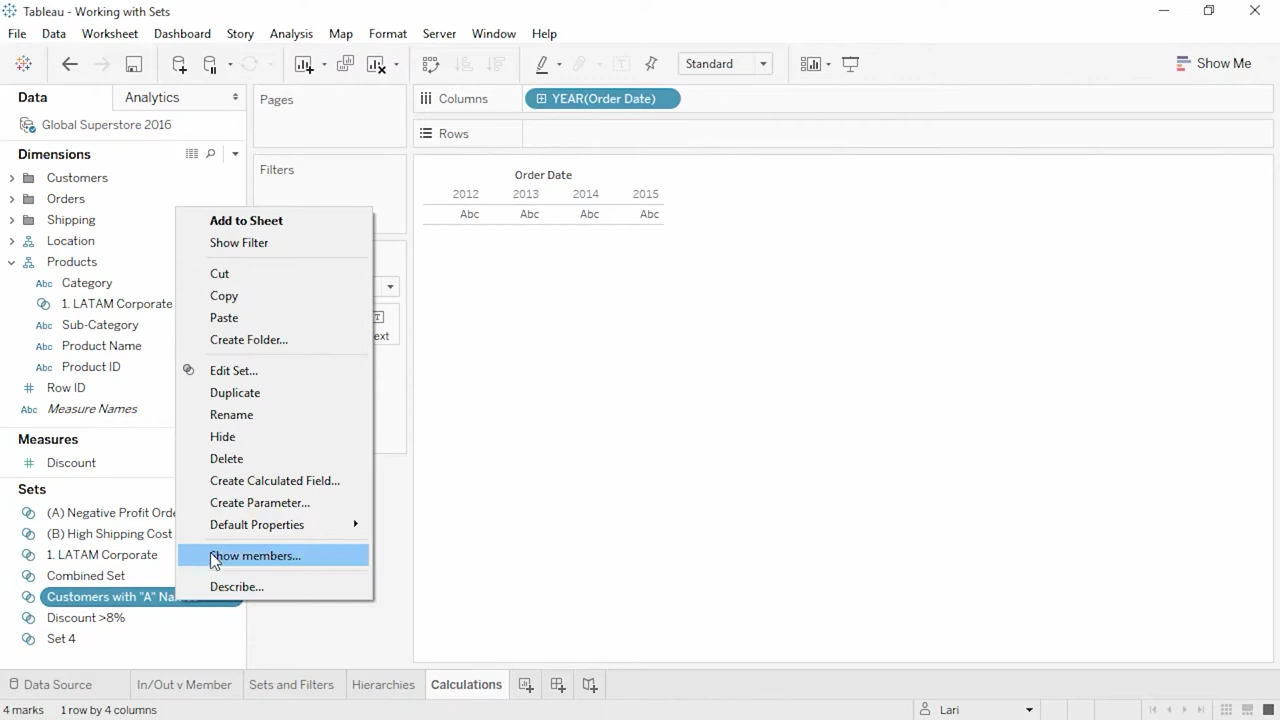 Tableau - Working with Sets
File Data Worksheet Dashboard Story Analysis Map Format Server Window Help
Standard
Show Me
Data Analytics
Global Superstore 2016
Dimensions
Customers
Orders
Shipping
Location
Products
Abc Category
1. LATAM Corporate
Abc Sub-Category
Abc Product Name
Abc Product ID
# Row ID
Abc Measure Names
Measures
# Discount
Sets
(A) Negative Profit Orde
(B) High Shipping Cost
1. LATAM Corporate
Combined Set
Customers with "A" Na
Discount >8%
Set 4
Add to Sheet
Show Filter
Cut
Copy
Paste
Create Folder...
Edit Set...
Duplicate
Rename
Hide
Delete
Create Calculated Field...
Create Parameter...
Default Properties
Show members...
Describe...
Pages
Filters
T
ext
Columns YEAR(Order Date)
Rows
Order Date
2012 2013 2014 2015
Abc Abc Abc Abc
Data Source In/Out v Member Sets and Filters Hierarchies Calculations
4 marks 1 row by 4 columns Lari